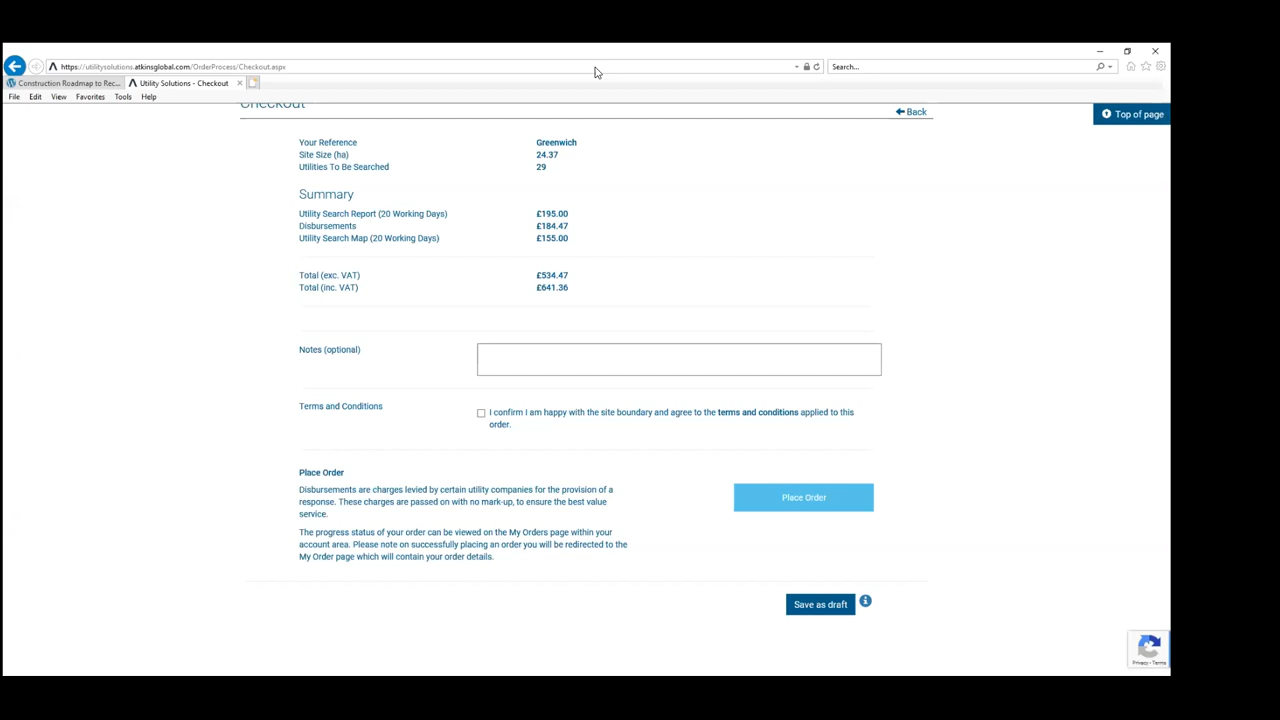 https://utilitysolutions.atkinsglobal.com/OrderProcess/Checkout.aspx
Search...
Construction Roadmap to Rec...
Utility Solutions - Checkout
File Edit View Favorites Tools Help
Checkout
Back
Top of page
Your Reference Greenwich
Site Size (ha) 24.37
Utilities To Be Searched 29
Summary
Utility Search Report (20 Working Days) £195.00
Disbursements £184.47
Utility Search Map (20 Working Days) £155.00
Total (exc. VAT) £534.47
Total (inc. VAT) £641.36
Notes (optional)
Terms and Conditions
I confirm I am happy with the site boundary and agree to the terms and conditions applied to this
order.
Place Order
Disbursements are charges levied by certain utility companies for the provision of a
response. These charges are passed on with no mark-up, to ensure the best value
service.
Place Order
The progress status of your order can be viewed on the My Orders page within your
account area. Please note on successfully placing an order you will be redirected to the
My Order page which will contain your order details.
Save as draft
Privacy - Terms